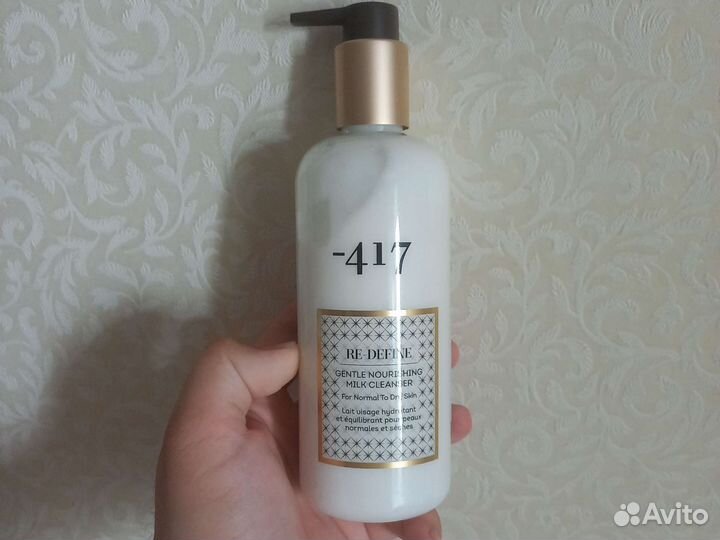 -417
RE-DEFINE
GENTLE NOURISHING
MILK CLEANSER
For Normal To Dry Skin
Lait visage hydratant
et équilibrant pour peaux
normales et sèches
Avito